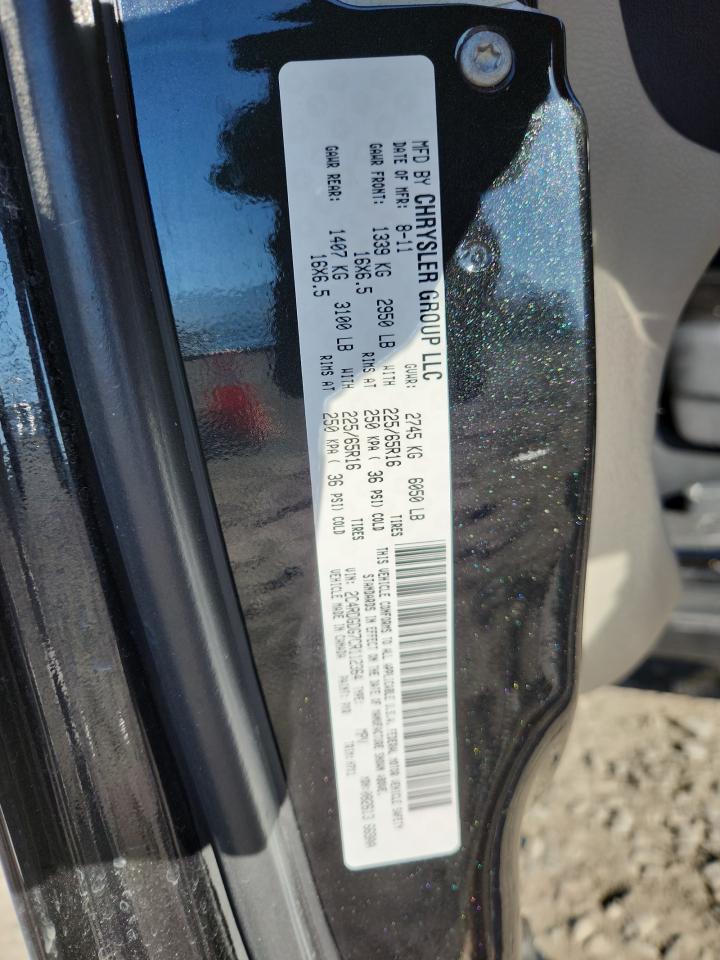 MFD BY CHRYSLER GROUP LLC
DATE OF MFR: 8-11 GVWR: 2745 KG 6050 LB
GAWR FRONT: 1339 KG 2950 LB WITH 225/65R16 TIRES
16X6.5 RIMS AT 250 KPA ( 36 PSI) COLD
GAWR REAR: 1407 KG 3100 LB WITH 225/65R16 TIRES
16X6.5 RIMS AT 250 KPA ( 36 PSI) COLD
THIS VEHICLE CONFORMS TO ALL APPLICABLE U.S.A. FEDERAL MOTOR VEHICLE SAFETY
STANDARDS IN EFFECT ON THE DATE OF MANUFACTURE SHOWN ABOVE.
VIN: 2C4RDGDG7CR112364 TYPE: MPV
VEHICLE MADE IN CANADA PAINT: TRIM: